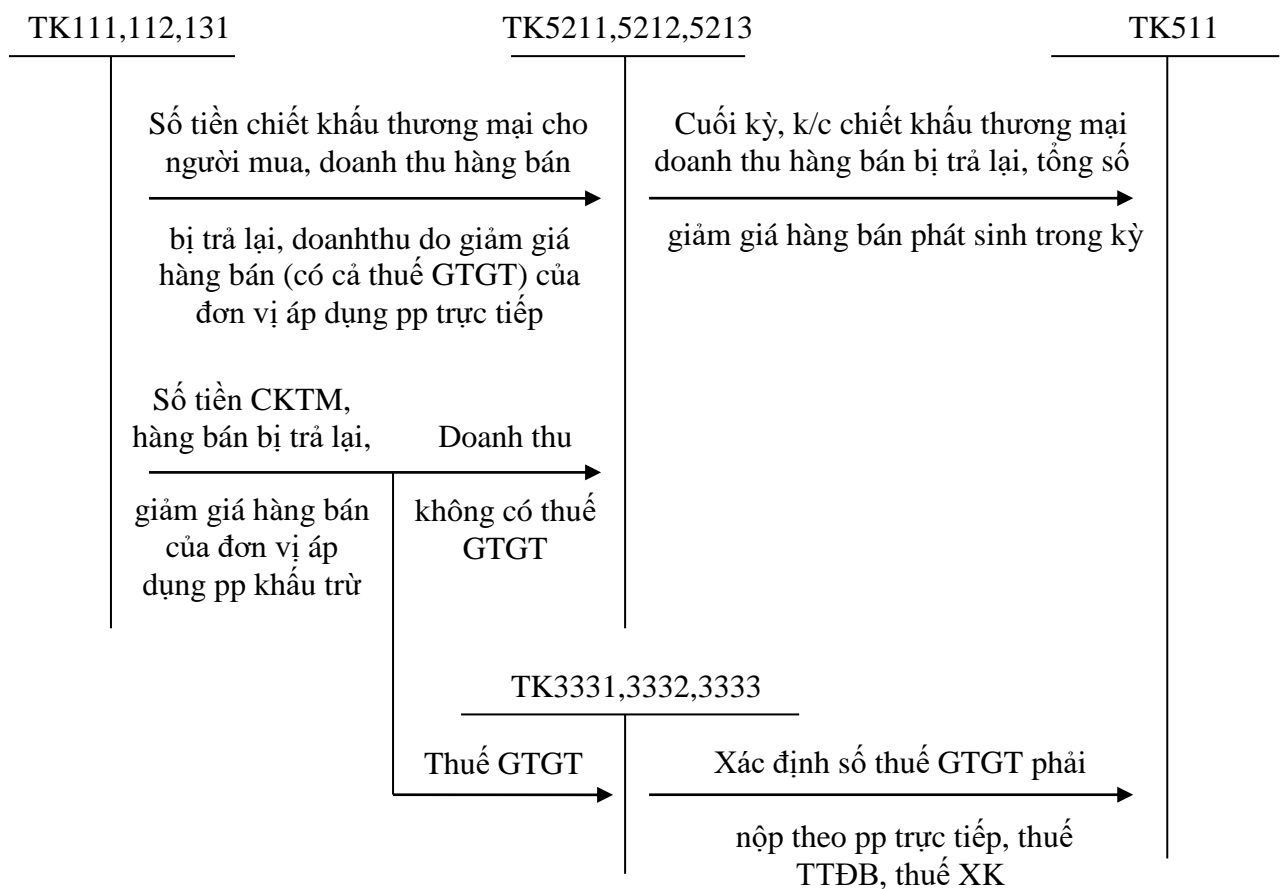 TK111,112,131
TK5211,5212,5213
TK511
Số tiền chiết khấu thương mại cho
người mua, doanh thu hàng bán
bị trả lại, doanhthu do giảm giá
hàng bán (có cả thuế GTGT) của
đơn vị áp dụng pp trực tiếp
Cuối kỳ, k/c chiết khấu thương mại
doanh thu hàng bán bị trả lại, tổng số
giảm giá hàng bán phát sinh trong kỳ
Số tiền CKTM,
hàng bán bị trả lại,
giảm giá hàng bán
của đơn vị áp
dụng pp khấu trừ
Doanh thu
không có thuế
GTGT
TK3331,3332,3333
Thuế GTGT
Xác định số thuế GTGT phải
nộp theo pp trực tiếp, thuế
TTĐB, thuế XK